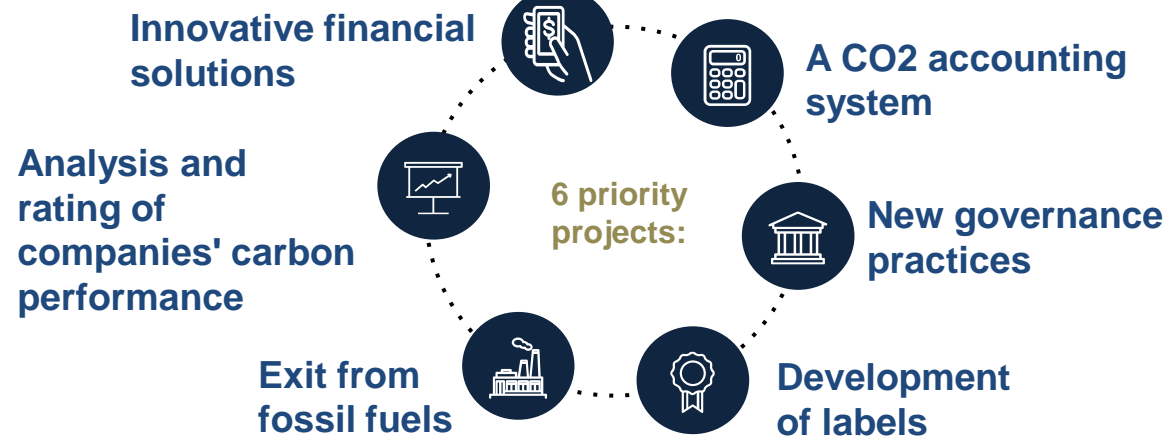 Innovative financial
solutions
$
0
A CO2 accounting
system
Analysis and
rating of
companies' carbon
performance
6 priority
projects:
New governance
practices
Exit from
fossil fuels
Development
of labels